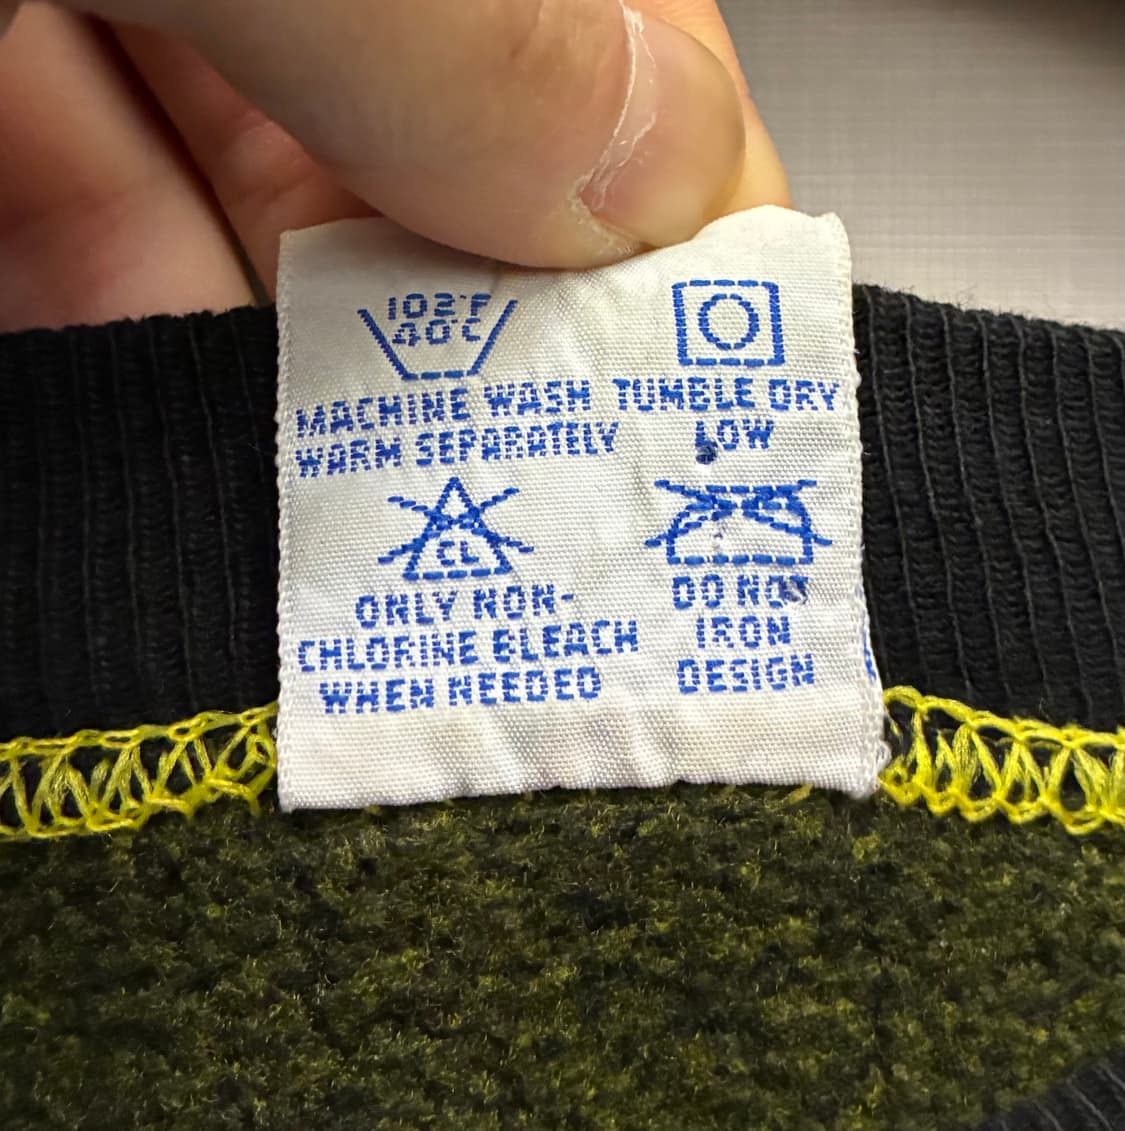 102°F
40°C
MACHINE WASH
WARM SEPARATELY
TUMBLE DRY
LOW
CL
ONLY NON-
CHLORINE BLEACH
WHEN NEEDED
DO NOT
IRON
DESIGN